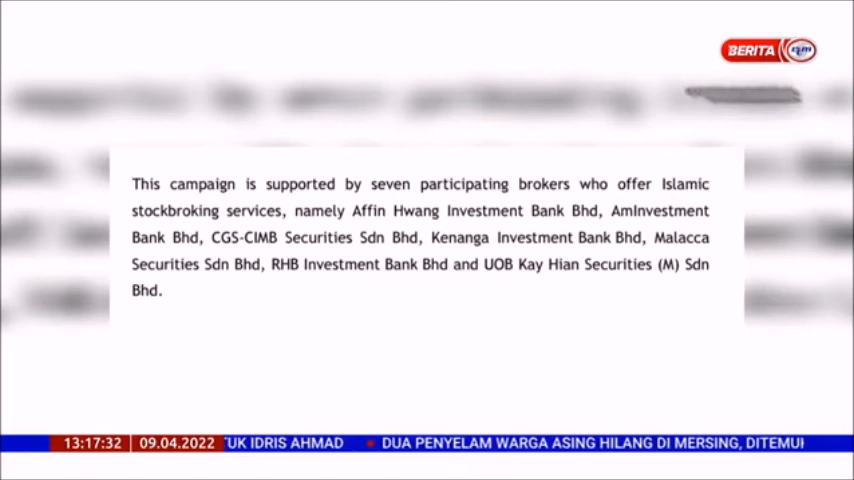 BERITA
This campaign is supported by seven participating brokers who offer Islamic
stockbroking services, namely Affin Hwang Investment Bank Bhd, AmInvestment
Bank Bhd, CGS-CIMB Securities Sdn Bhd, Kenanga Investment Bank Bhd, Malacca
Securities Sdn Bhd, RHB Investment Bank Bhd and UOB Kay Hian Securities (M) Sdn
Bhd.
13:17:32 09.04.2022 TUK IDRIS AHMAD • DUA PENYELAM WARGA ASING HILANG DI MERSING, DITEMUI